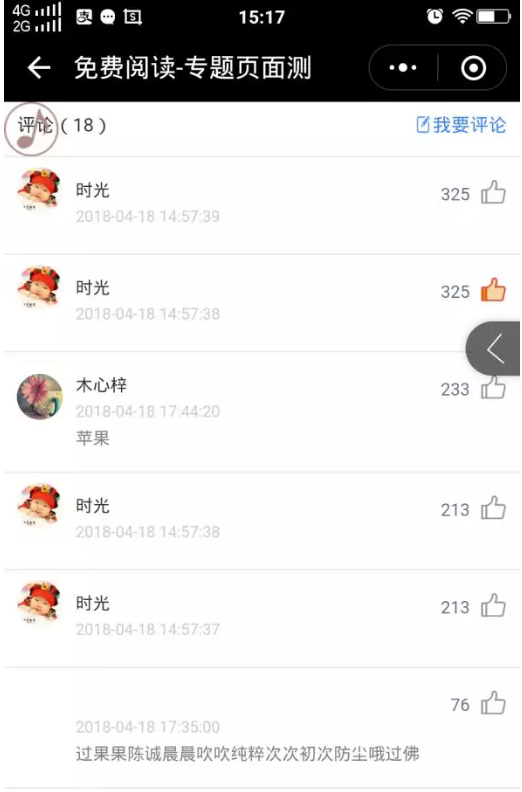 4G
2G
15:17
免费阅读-专题页面测
评论（18）
我要评论
时光
325
2018-04-18 14:57:39
时光
325
2018-04-18 14:57:38
木心梓
233
2018-04-18 17:44:20
苹果
时光
213
2018-04-18 14:57:38
时光
213
2018-04-18 14:57:37
76
2018-04-18 17:35:00
过果果陈诚晨晨吹吹纯粹次次初次防尘哦过佛